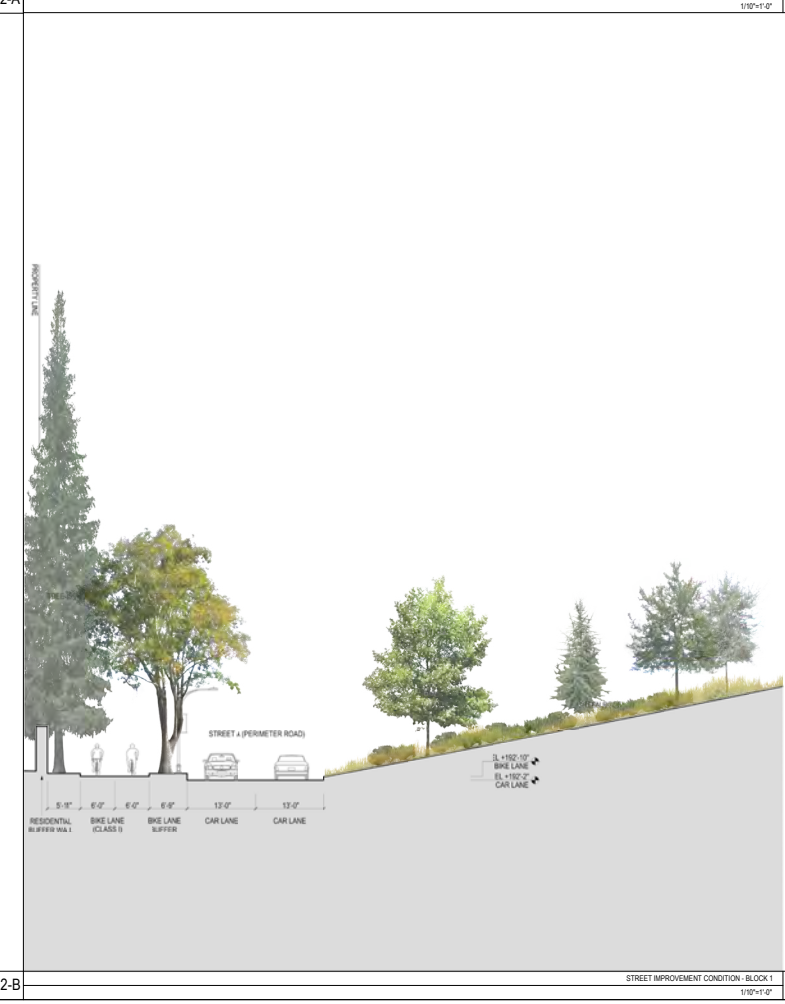 2-A
1/10"=1'-0"
PROPERTY LINE
STREET A (PERIMETER ROAD)
EL +192'-10"
BIKE LANE
EL +192'-2"
CAR LANE
5'-11" 6'-0" 6'-0" 6'-9" 13'-0" 13'-0"
RESIDENTIAL BIKE LANE BIKE LANE CAR LANE CAR LANE
BUFFER WALL (CLASS I) BUFFER
2-B
STREET IMPROVEMENT CONDITION - BLOCK 1
1/10"=1'-0"